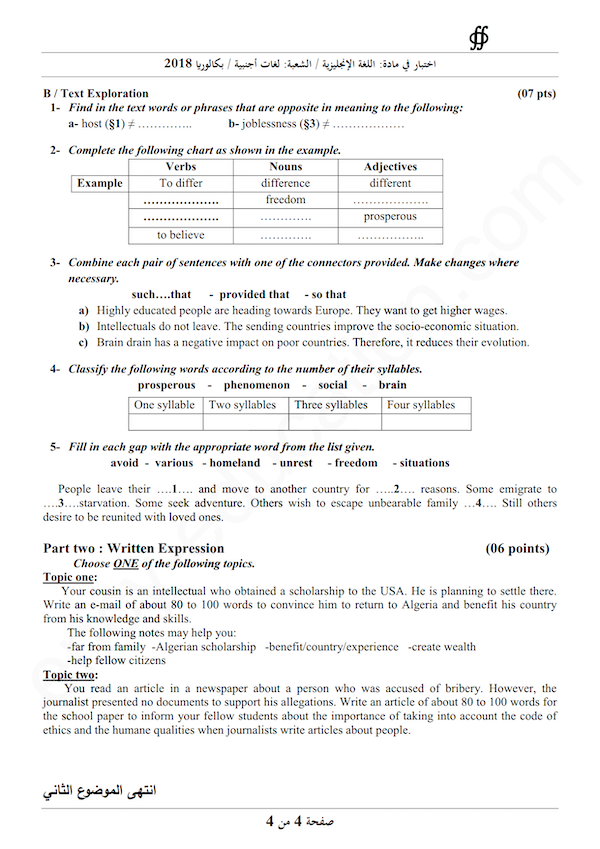 اختبار في مادة: اللغة الإنجليزية / الشعبة: لغات أجنبية / بكالوريا 2018
B / Text Exploration (07 pts)
1- Find in the text words or phrases that are opposite in meaning to the following:
a- host (§1) ≠ ………….. b- joblessness (§3) ≠ ………………
2- Complete the following chart as shown in the example.
Verbs Nouns Adjectives
Example To differ difference different
………………. freedom ……………….
………………. …………. prosperous
to believe …………. ……………..
3- Combine each pair of sentences with one of the connectors provided. Make changes where
necessary.
such….that - provided that - so that
a) Highly educated people are heading towards Europe. They want to get higher wages.
b) Intellectuals do not leave. The sending countries improve the socio-economic situation.
c) Brain drain has a negative impact on poor countries. Therefore, it reduces their evolution.
4- Classify the following words according to the number of their syllables.
prosperous - phenomenon - social - brain
One syllable Two syllables Three syllables Four syllables
5- Fill in each gap with the appropriate word from the list given.
avoid - various - homeland - unrest - freedom - situations
People leave their ….1…. and move to another country for …..2…. reasons. Some emigrate to
….3….starvation. Some seek adventure. Others wish to escape unbearable family …4…. Still others
desire to be reunited with loved ones.
Part two : Written Expression (06 points)
Choose ONE of the following topics.
Topic one:
Your cousin is an intellectual who obtained a scholarship to the USA. He is planning to settle there.
Write an e-mail of about 80 to 100 words to convince him to return to Algeria and benefit his country
from his knowledge and skills.
The following notes may help you:
-far from family -Algerian scholarship -benefit/country/experience -create wealth
-help fellow citizens
Topic two:
You read an article in a newspaper about a person who was accused of bribery. However, the
journalist presented no documents to support his allegations. Write an article of about 80 to 100 words for
the school paper to inform your fellow students about the importance of taking into account the code of
ethics and the humane qualities when journalists write articles about people.
انتهى الموضوع الثاني
صفحة 4 من 4